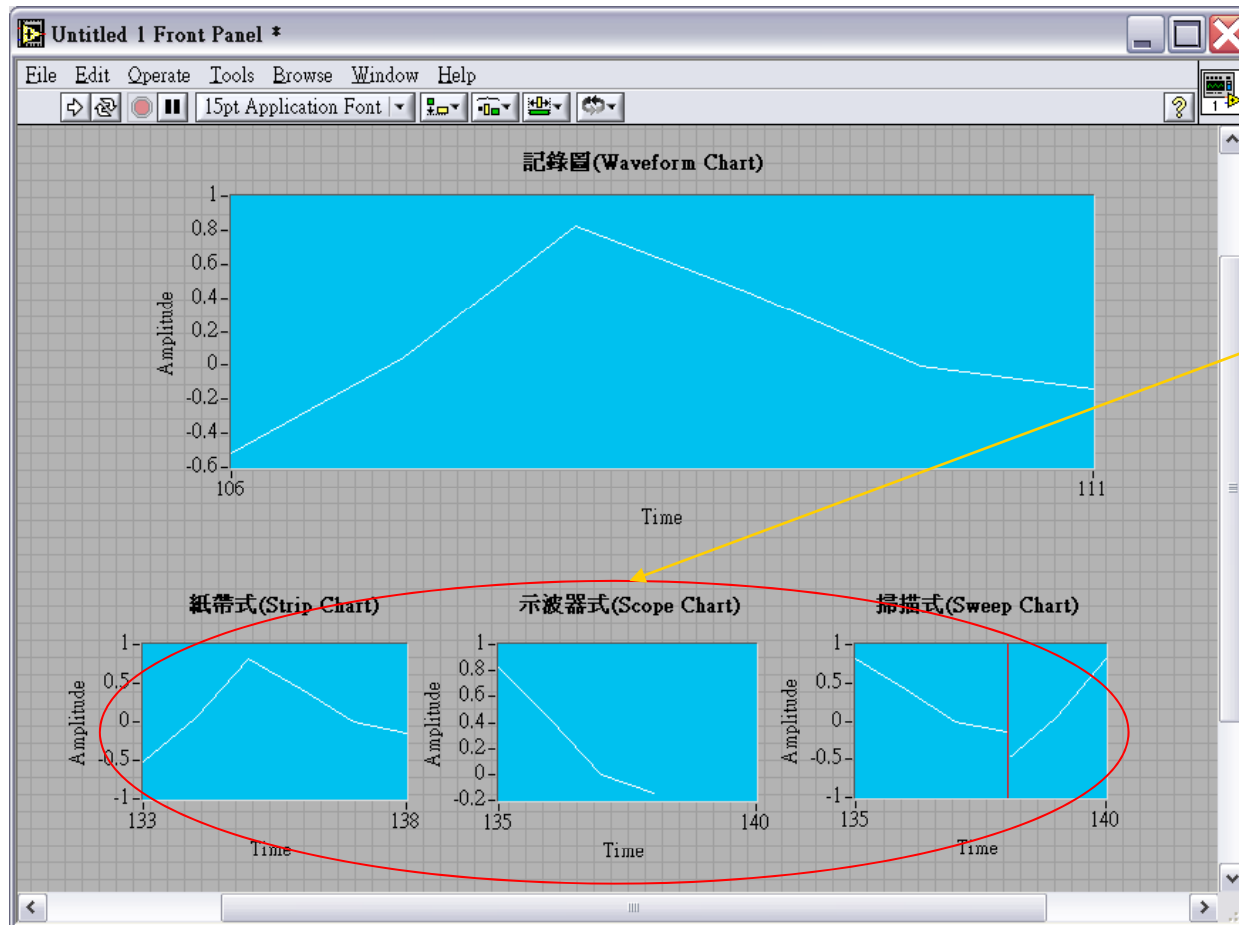 Untitled 1 Front Panel *
File Edit Operate Tools Browse Window Help
15pt Application Font
?
1
記錄圖(Waveform Chart)
1
0.8
0.6
0.4
0.2
0
-0.2
-0.4
-0.6
Amplitude
106
111
Time
紙帶式(Strip Chart)
1
0.5
0
-0.5
-1
Amplitude
133
138
Time
示波器式(Scope Chart)
1
0.8
0.6
0.4
0.2
0
-0.2
Amplitude
135
140
Time
掃描式(Sweep Chart)
1
0.5
0
-0.5
-1
Amplitude
135
140
Time